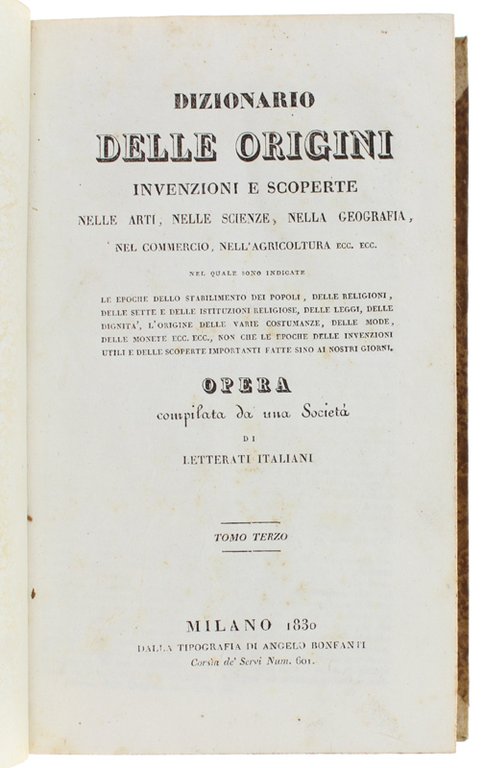 DIZIONARIO
DELLE ORIGINI
INVENZIONI E SCOPERTE
NELLE ARTI, NELLE SCIENZE, NELLA GEOGRAFIA,
NEL COMMERCIO, NELL'AGRICOLTURA ECC. ECC.
NEL QUALE SONO INDICATE
LE EPOCHE DELLO STABILIMENTO DEI POPOLI, DELLE RELIGIONI,
DELLE SETTE E DELLE ISTITUZIONI RELIGIOSE, DELLE LEGGI, DELLE
DIGNITA', L'ORIGINE DELLE VARIE COSTUMANZE, DELLE MODE,
DELLE MONETE ECC. ECC., NON CHE LE EPOCHE DELLE INVENZIONI
UTILI E DELLE SCOPERTE IMPORTANTI FATTE SINO AI NOSTRI GIORNI.
OPERA
compilata da una Società
DI
LETTERATI ITALIANI
TOMO TERZO
MILANO 1830
DALLA TIPOGRAFIA DI ANGELO BONFANTI
Corsìa de' Servi Num. 601.